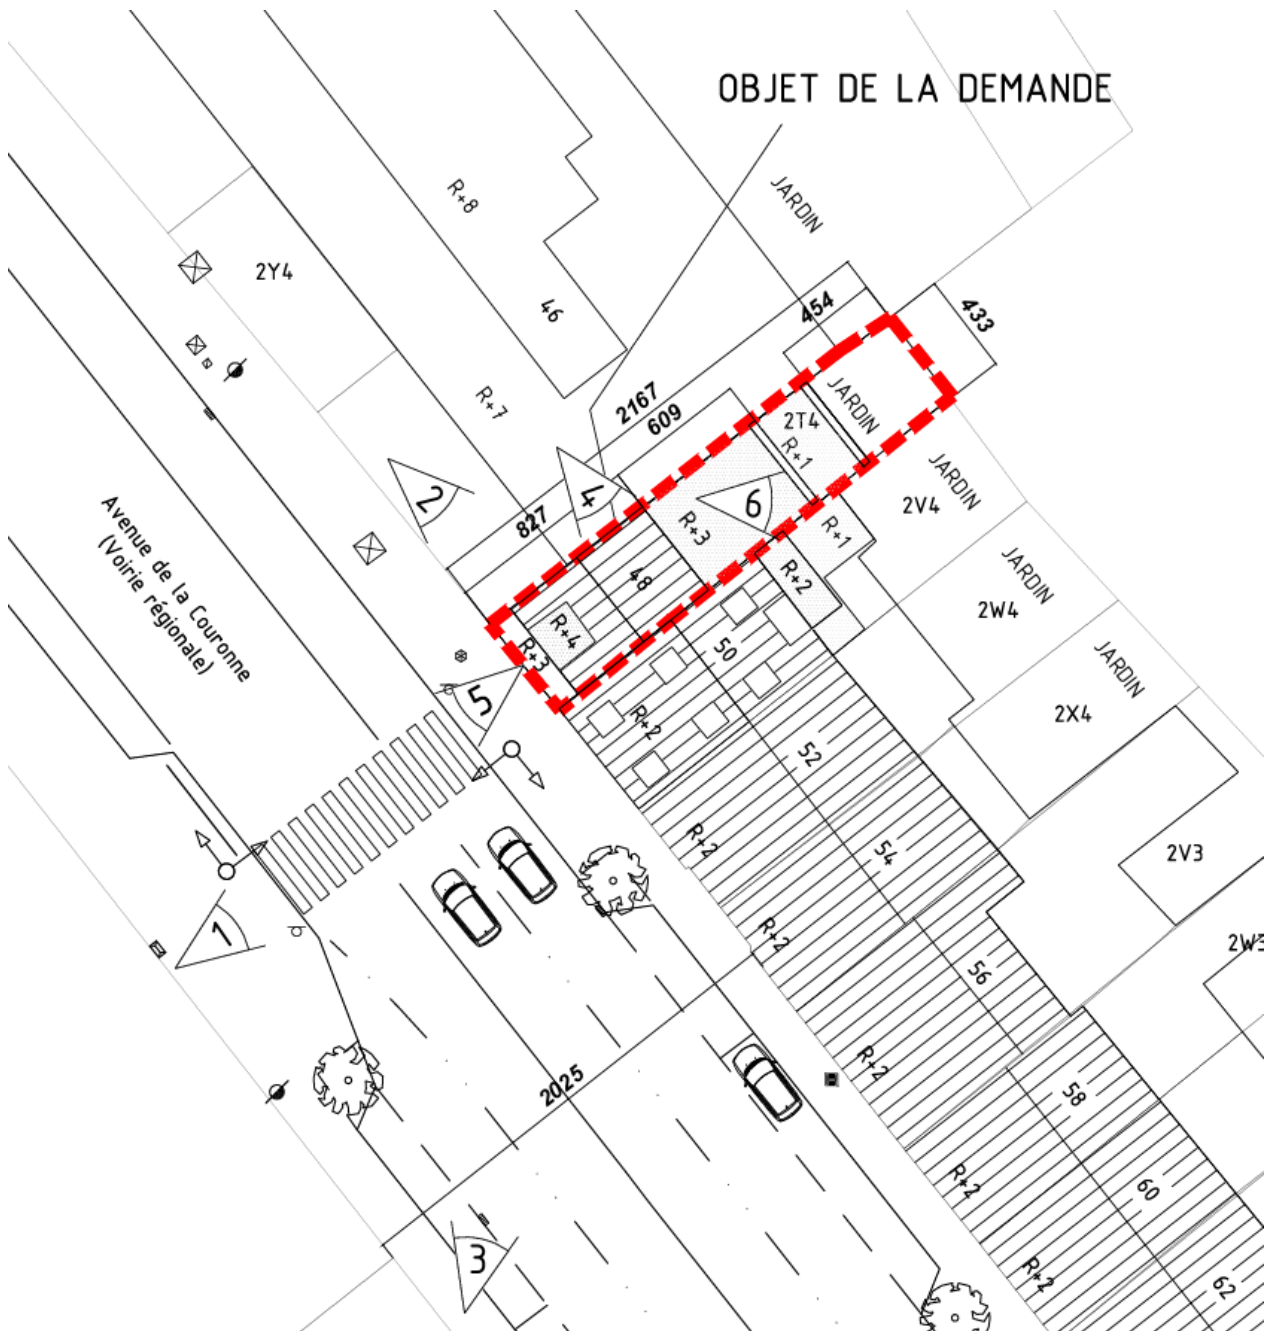 OBJET DE LA DEMANDE
JARDIN
R+8
2Y4
46
454
433
R+7
2167
609
JARDIN
2T4
R+1
JARDIN
2V4
2
4
6
827
R+3
R+1
Avenue de la Couronne
(Voirie régionale)
48
R+2
JARDIN
2W4
R+4
R+3
50
JARDIN
2X4
5
R+2
52
R+2
54
2V3
1
R+2
56
2W3
R+2
58
2025
R+2
60
3
R+2
62